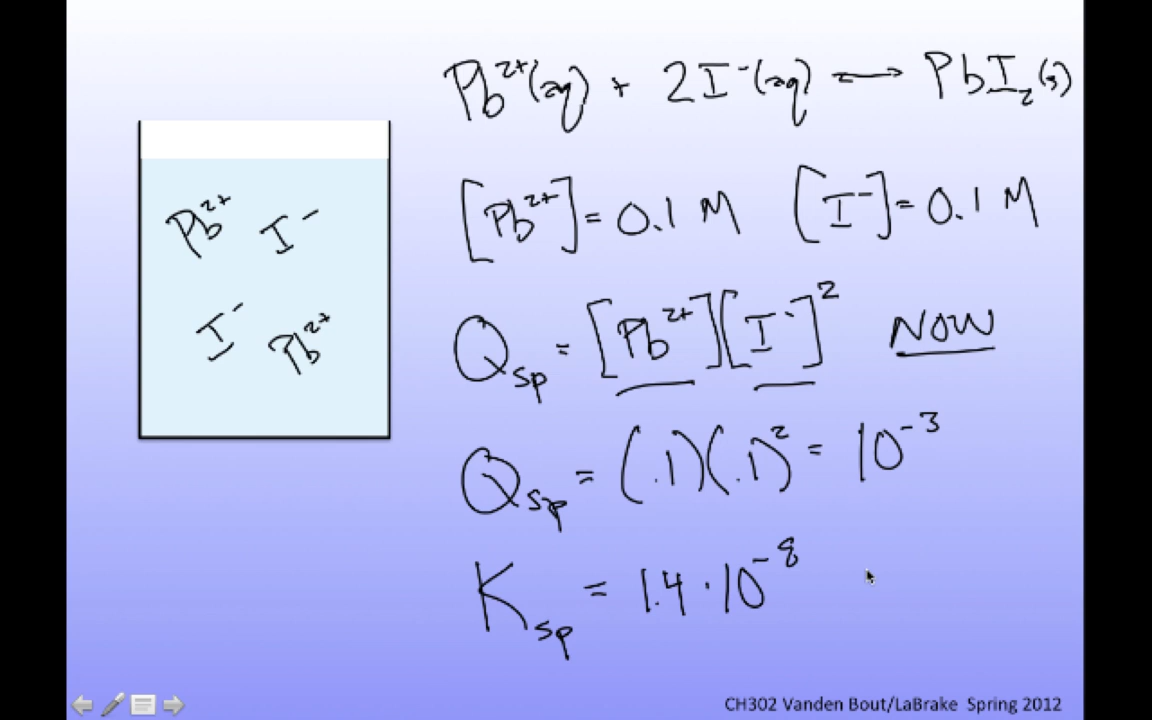 Pb²⁺(aq) + 2I⁻(aq) ⟷ PbI₂(s)
[Pb²⁺] = 0.1 M [I⁻] = 0.1 M
Pb²⁺ I⁻
I⁻ Pb²⁺
Qsp = [Pb²⁺][I⁻]² NOW
Qsp = (.1)(.1)² = 10⁻³
Ksp = 1.4 · 10⁻⁸
CH302 Vanden Bout/LaBrake Spring 2012